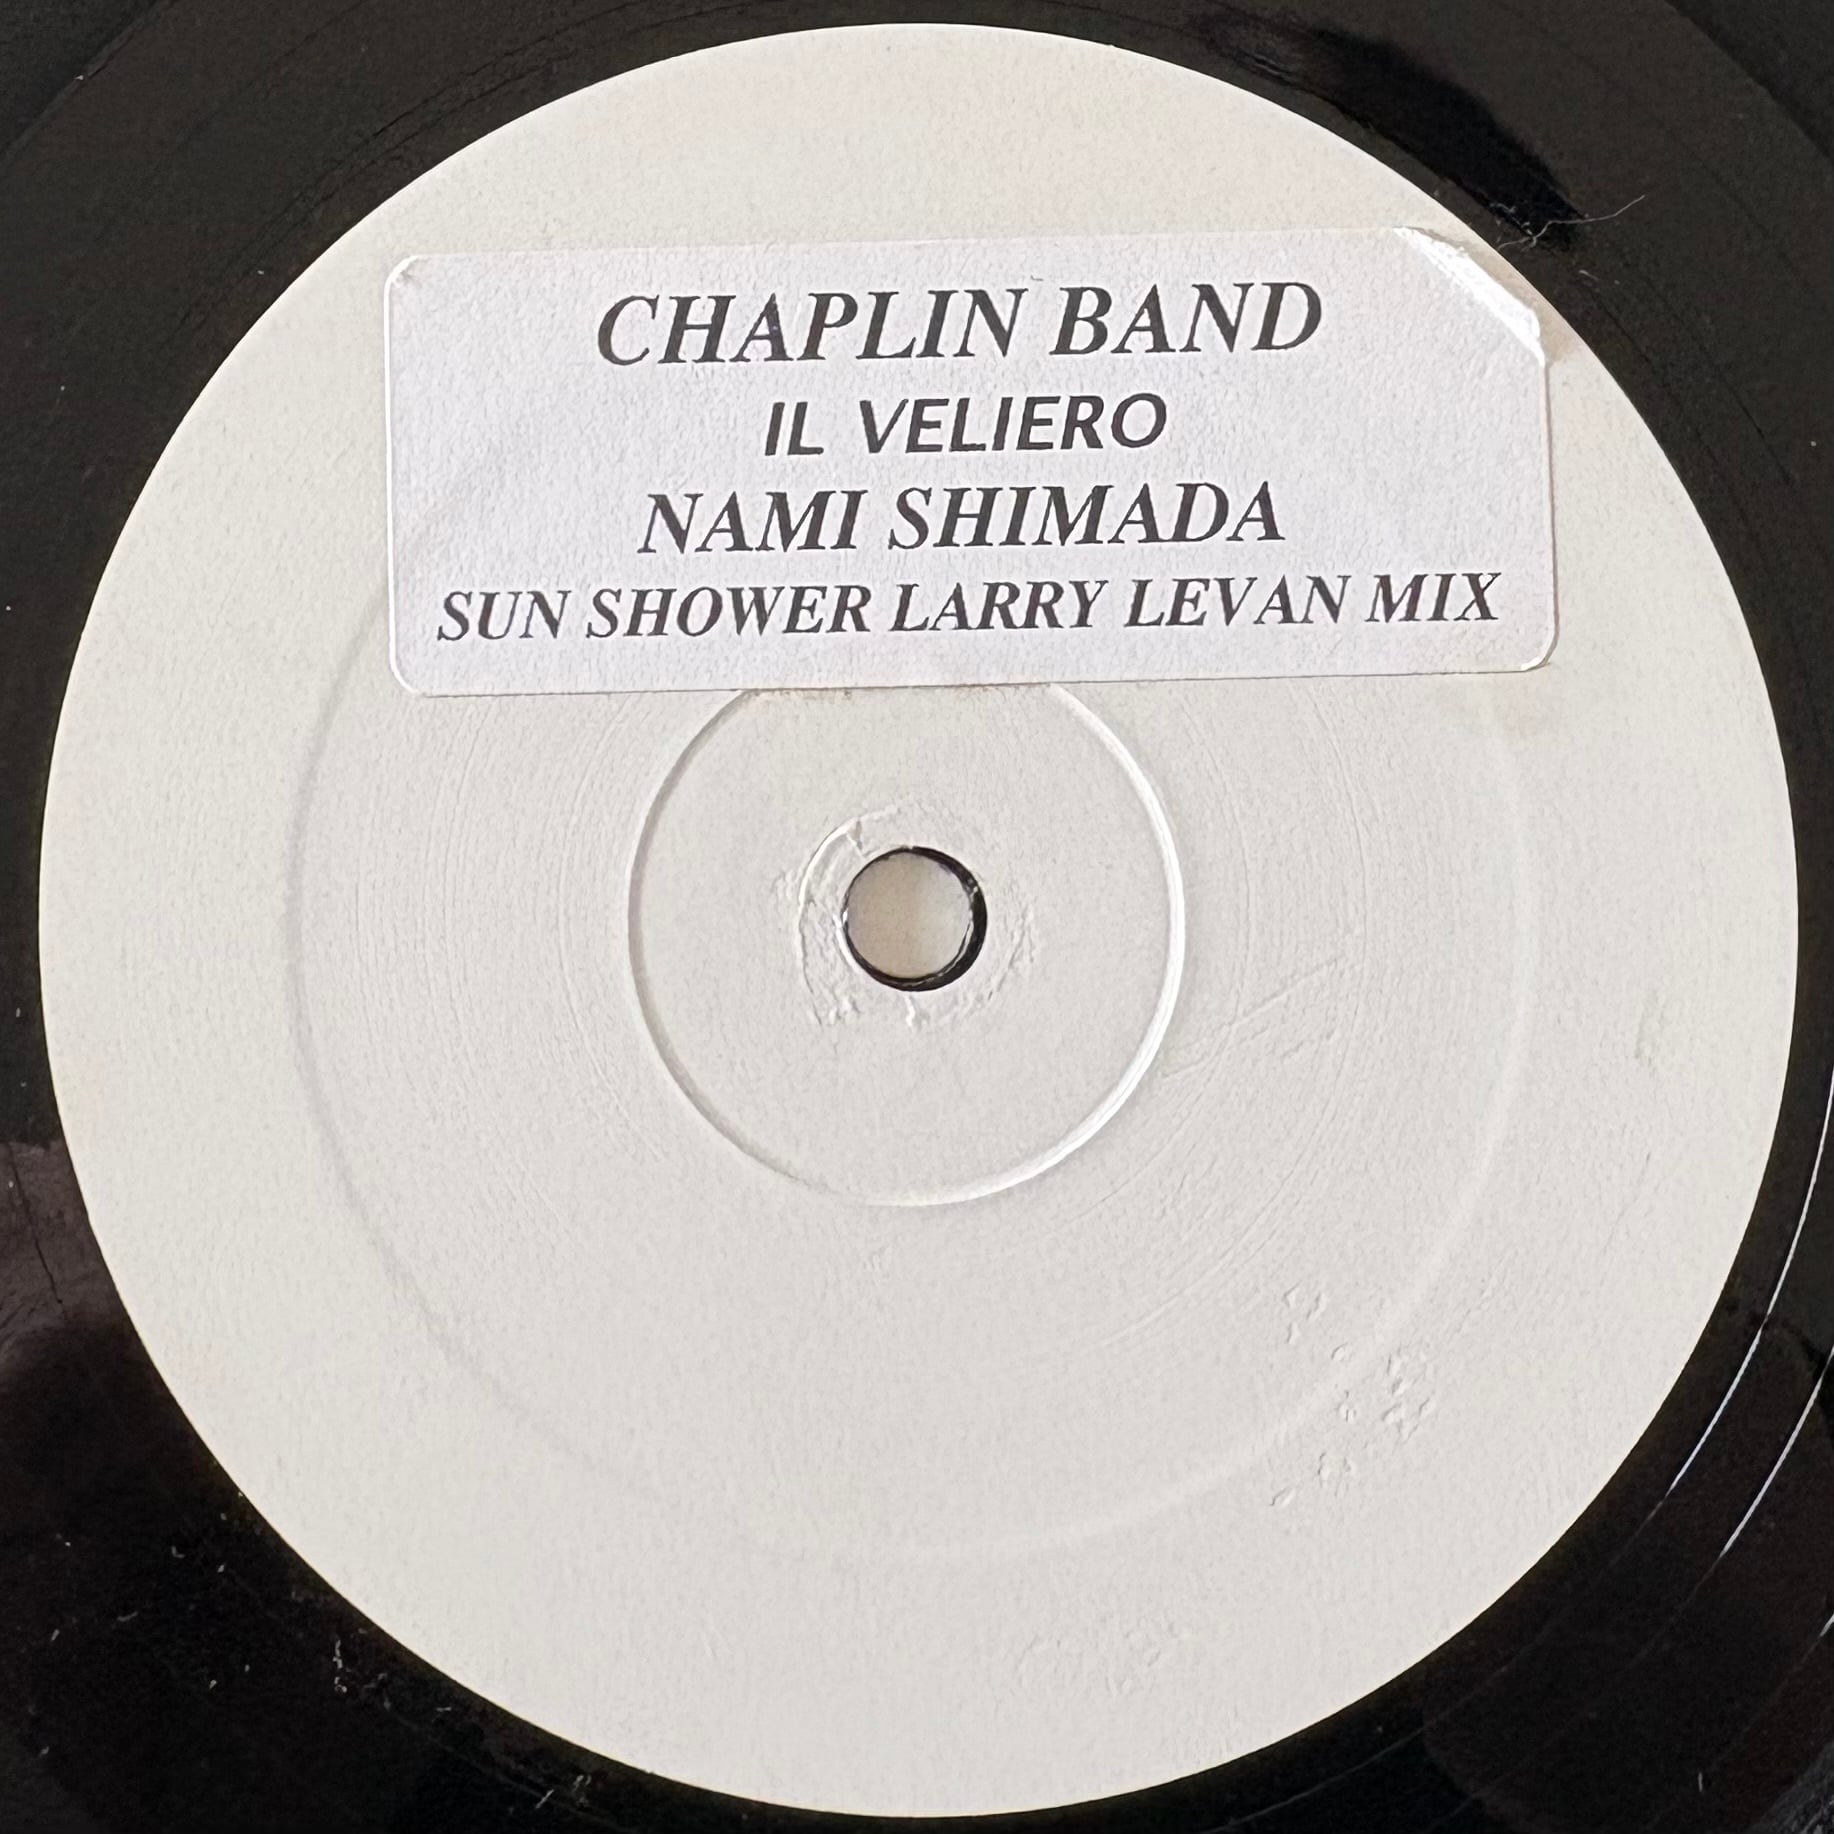 CHAPLIN BAND
IL VELIERO
NAMI SHIMADA
SUN SHOWER LARRY LEVAN MIX